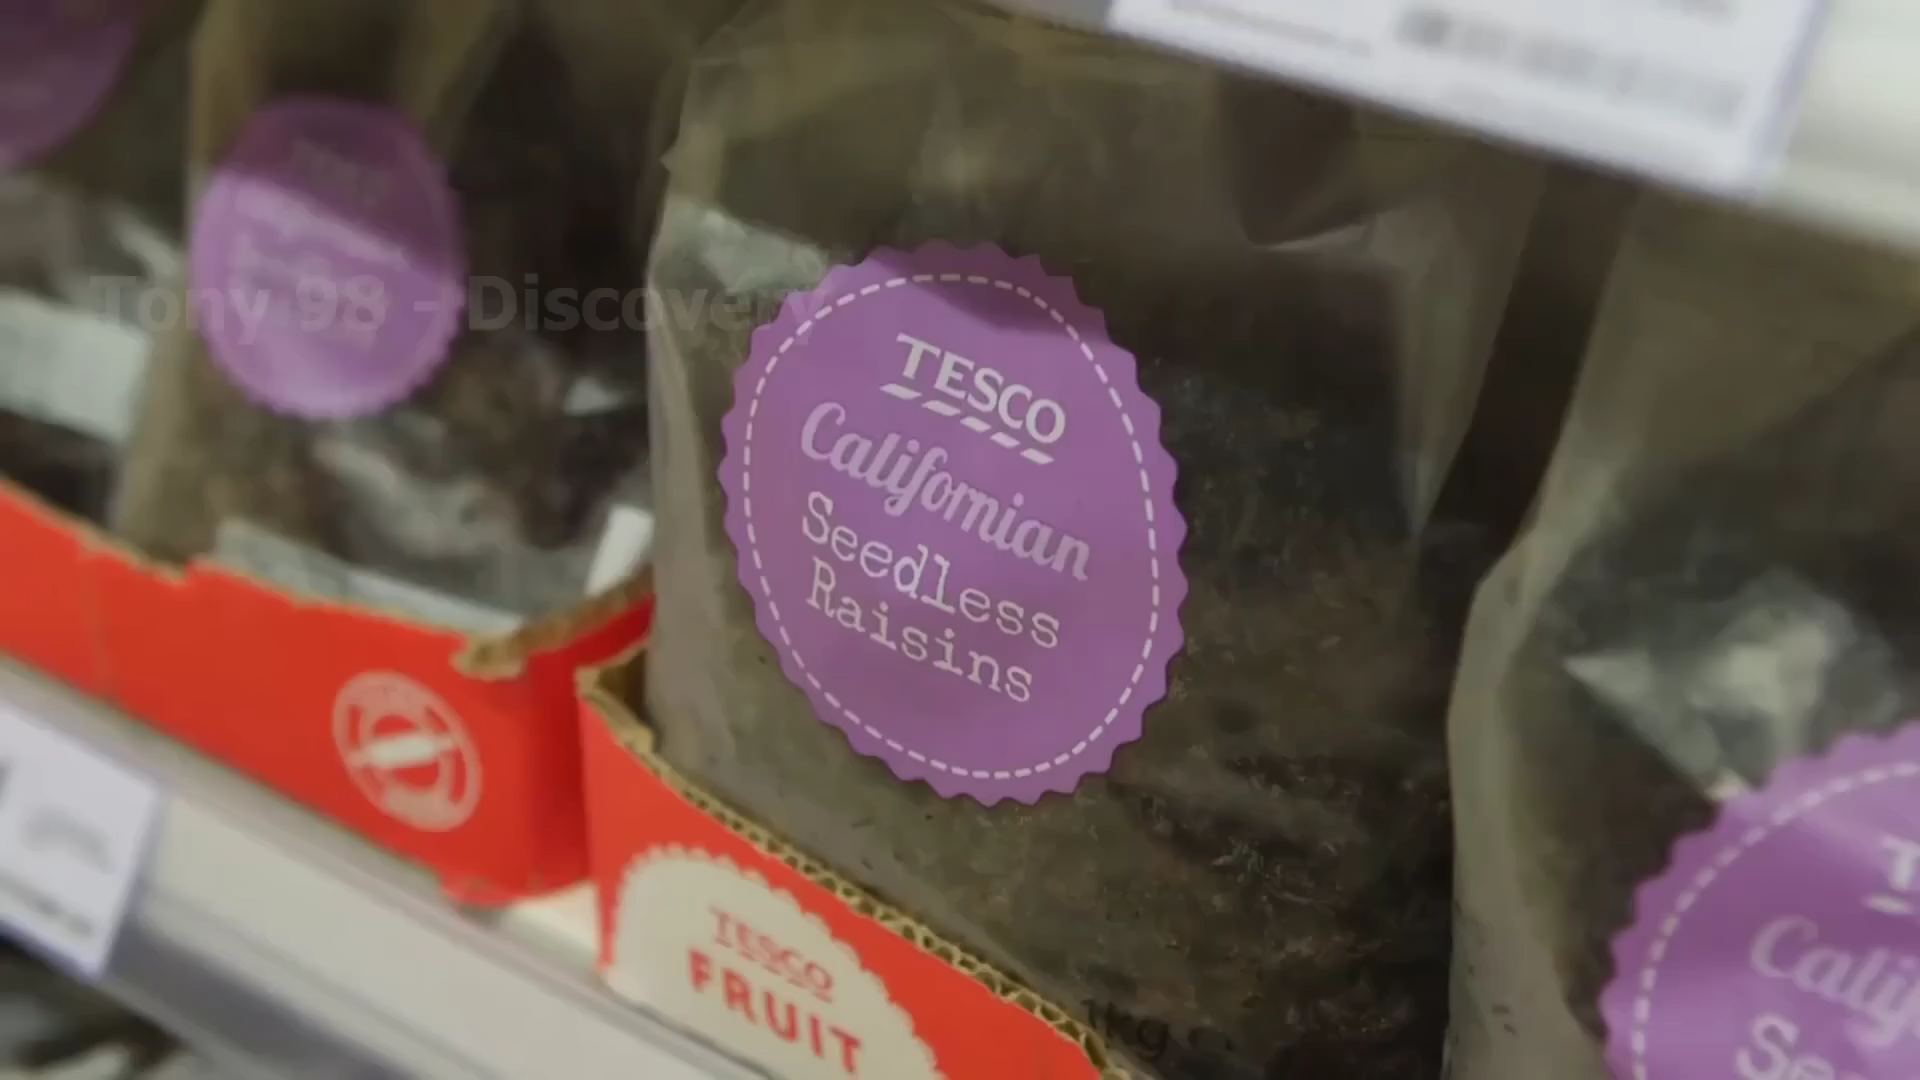 Tony 98 - Discovery
TESCO
Californian
Seedless
Raisins
TESCO
FRUIT
1kg